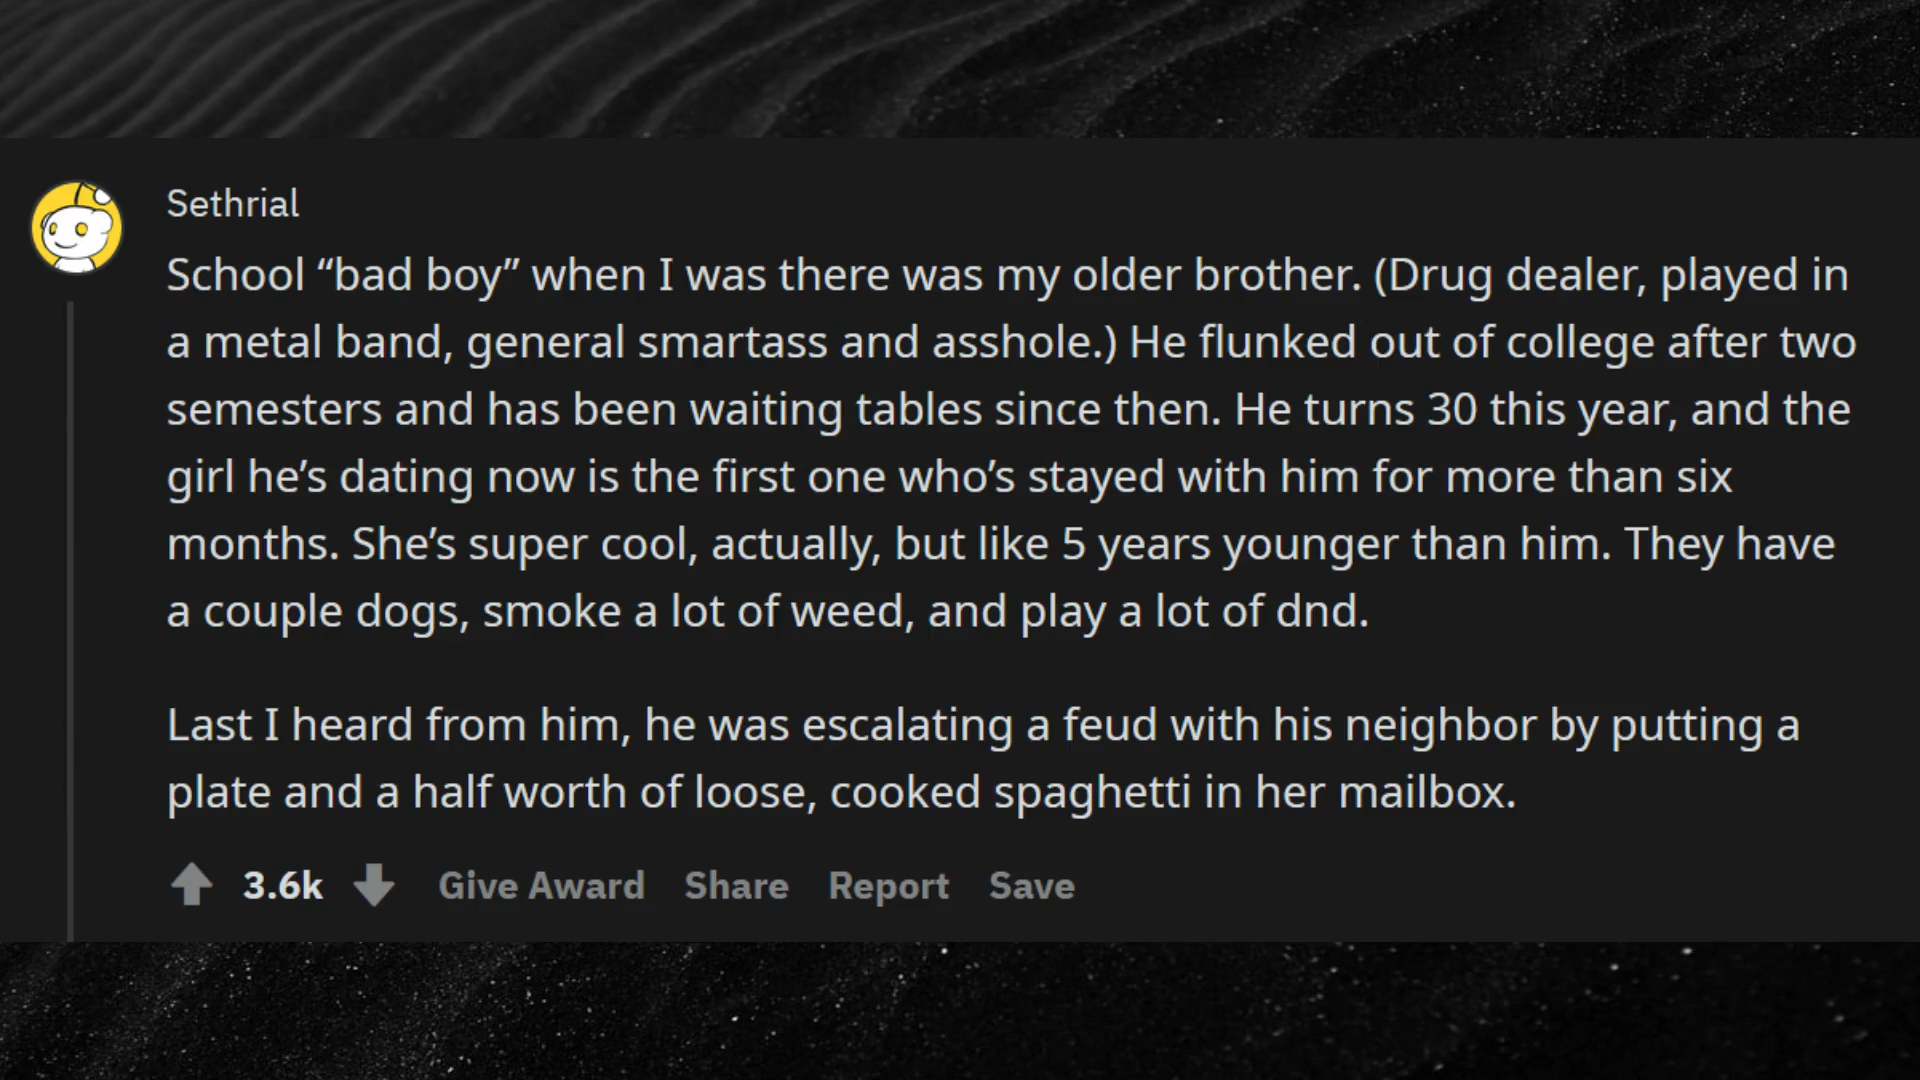 Sethrial
School “bad boy” when I was there was my older brother. (Drug dealer, played in
a metal band, general smartass and asshole.) He flunked out of college after two
semesters and has been waiting tables since then. He turns 30 this year, and the
girl he’s dating now is the first one who’s stayed with him for more than six
months. She’s super cool, actually, but like 5 years younger than him. They have
a couple dogs, smoke a lot of weed, and play a lot of dnd.
Last I heard from him, he was escalating a feud with his neighbor by putting a
plate and a half worth of loose, cooked spaghetti in her mailbox.
3.6k Give Award Share Report Save